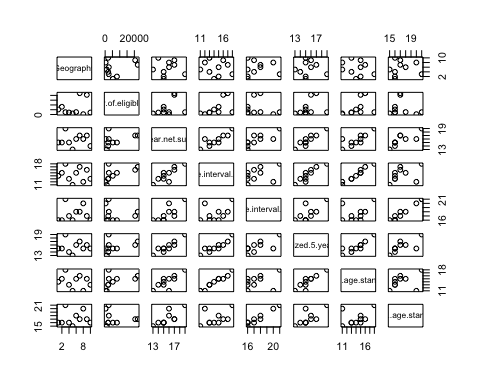 0 20000
11 16
13 17
15 19
Geograph
2 10
.of.eligibl
0
ear.net.su
13 19
e.interval.
11 18
e.interval.
16 21
zed.5.yea
13 19
.age.stan
11 18
.age.stan
15 21
2 8
13 17
16 20
11 16